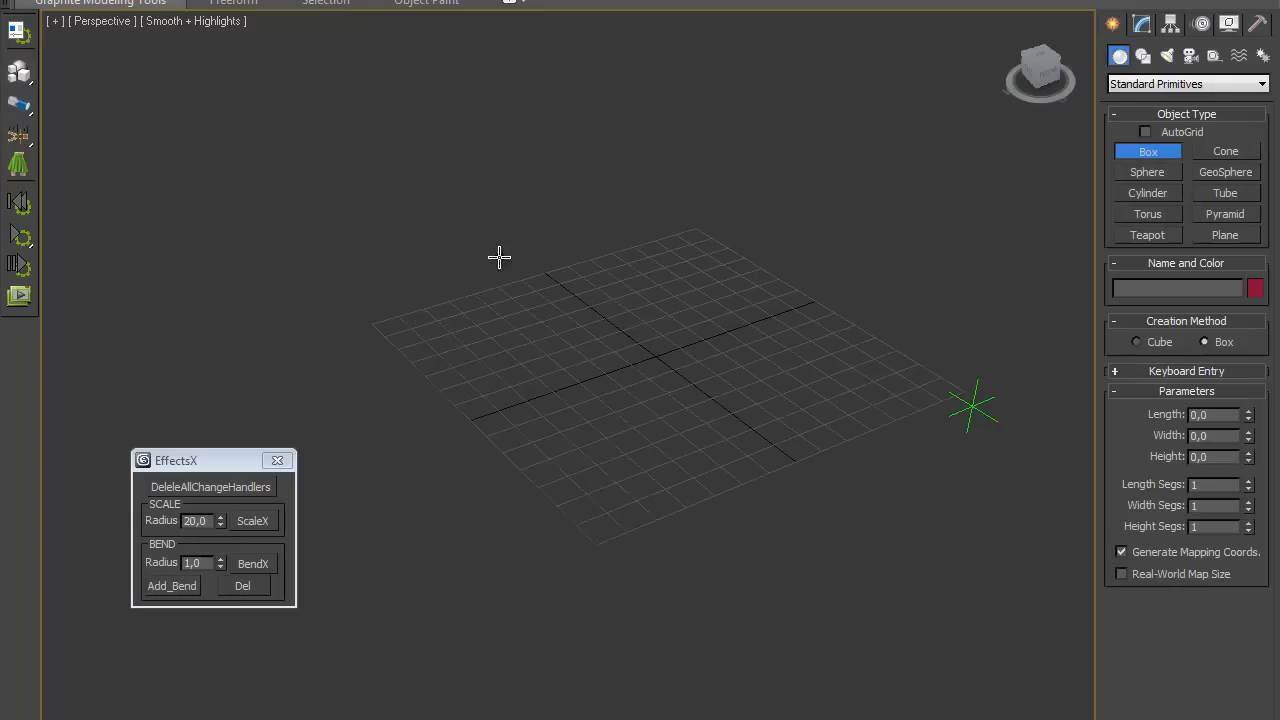 Graphite Modeling Tools Freeform Selection Object Paint
[ + ] [ Perspective ] [ Smooth + Highlights ]
Standard Primitives
- Object Type
AutoGrid
Box Cone
Sphere GeoSphere
Cylinder Tube
Torus Pyramid
Teapot Plane
- Name and Color
- Creation Method
Cube Box
+ Keyboard Entry
- Parameters
Length: 0,0
Width: 0,0
Height: 0,0
Length Segs: 1
Width Segs: 1
Height Segs: 1
Generate Mapping Coords.
Real-World Map Size
EffectsX
DeleleAllChangeHandlers
SCALE
Radius 20,0 ScaleX
BEND
Radius 1,0 BendX
Add_Bend Del